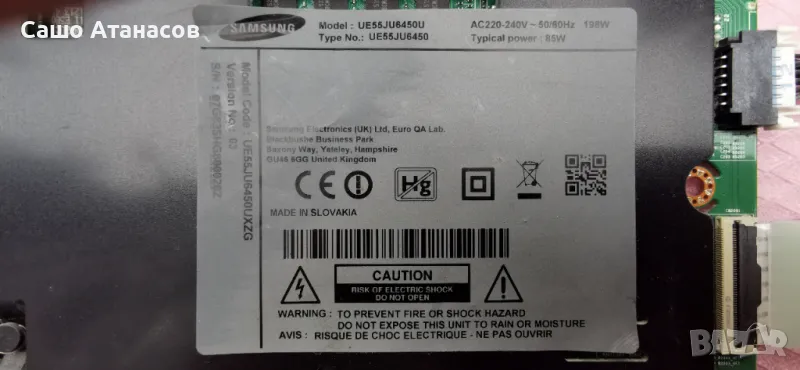 Сашо Атанасов
SAMSUNG
Model : UE55JU6450U
Type No.: UE55JU6450
AC220-240V ~ 50/60Hz 198W
Typical power : 85W
Model Code : UE55JU6450UXZG
Version No.: 03
S/N :
Samsung Electronics (UK) Ltd, Euro QA Lab.
Blackbushe Business Park
Saxony Way, Yateley, Hampshire
GU46 6GG United Kingdom
CE
Hg
MADE IN SLOVAKIA
CAUTION
RISK OF ELECTRIC SHOCK
DO NOT OPEN
WARNING : TO PREVENT FIRE OR SHOCK HAZARD
DO NOT EXPOSE THIS UNIT TO RAIN OR MOISTURE
AVIS : RISQUE DE CHOC ELECTRIQUE - NE PAS OUVRIR
BAZAR